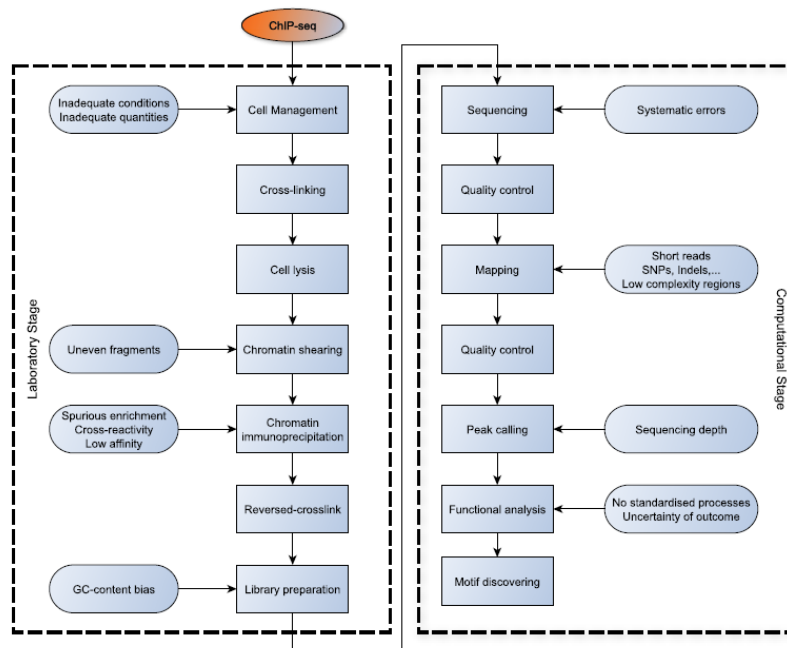 ChIP-seq
Laboratory Stage
Inadequate conditions
Inadequate quantities
Cell Management
Cross-linking
Cell lysis
Uneven fragments
Chromatin shearing
Spurious enrichment
Cross-reactivity
Low affinity
Chromatin
immunoprecipitation
Reversed-crosslink
GC-content bias
Library preparation
Computational Stage
Sequencing
Systematic errors
Quality control
Mapping
Short reads
SNPs, Indels,...
Low complexity regions
Quality control
Peak calling
Sequencing depth
Functional analysis
No standardised processes
Uncertainty of outcome
Motif discovering